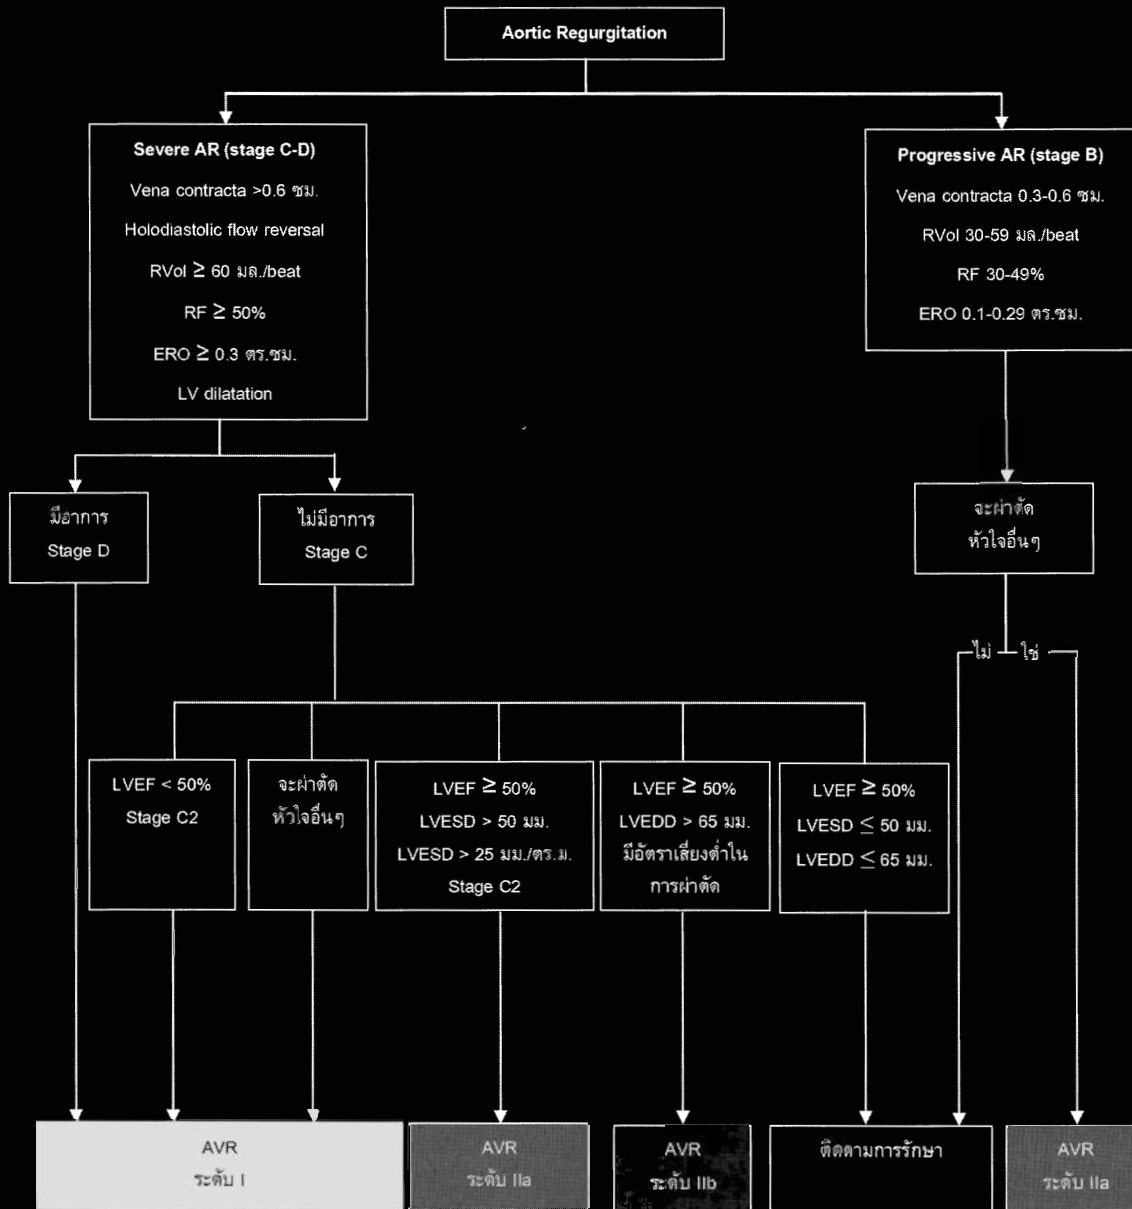 Aortic Regurgitation
Severe AR (stage C-D)
Vena contracta >0.6 ซม.
Holodiastolic flow reversal
RVol ≥ 60 มล./beat
RF ≥ 50%
ERO ≥ 0.3 ตร.ซม.
LV dilatation
Progressive AR (stage B)
Vena contracta 0.3-0.6 ซม.
RVol 30-59 มล./beat
RF 30-49%
ERO 0.1-0.29 ตร.ซม.
มีอาการ
Stage D
ไม่มีอาการ
Stage C
จะผ่าตัด
หัวใจอื่นๆ
ไม่
ใช่
LVEF < 50%
Stage C2
จะผ่าตัด
หัวใจอื่นๆ
LVEF ≥ 50%
LVESD > 50 มม.
LVESD > 25 มม./ตร.ม.
Stage C2
LVEF ≥ 50%
LVEDD > 65 มม.
มีอัตราเสี่ยงต่ำใน
การผ่าตัด
LVEF ≥ 50%
LVESD ≤ 50 มม.
LVEDD ≤ 65 มม.
AVR
ระดับ I
AVR
ระดับ IIa
AVR
ระดับ IIb
ติดตามการรักษา
AVR
ระดับ IIa